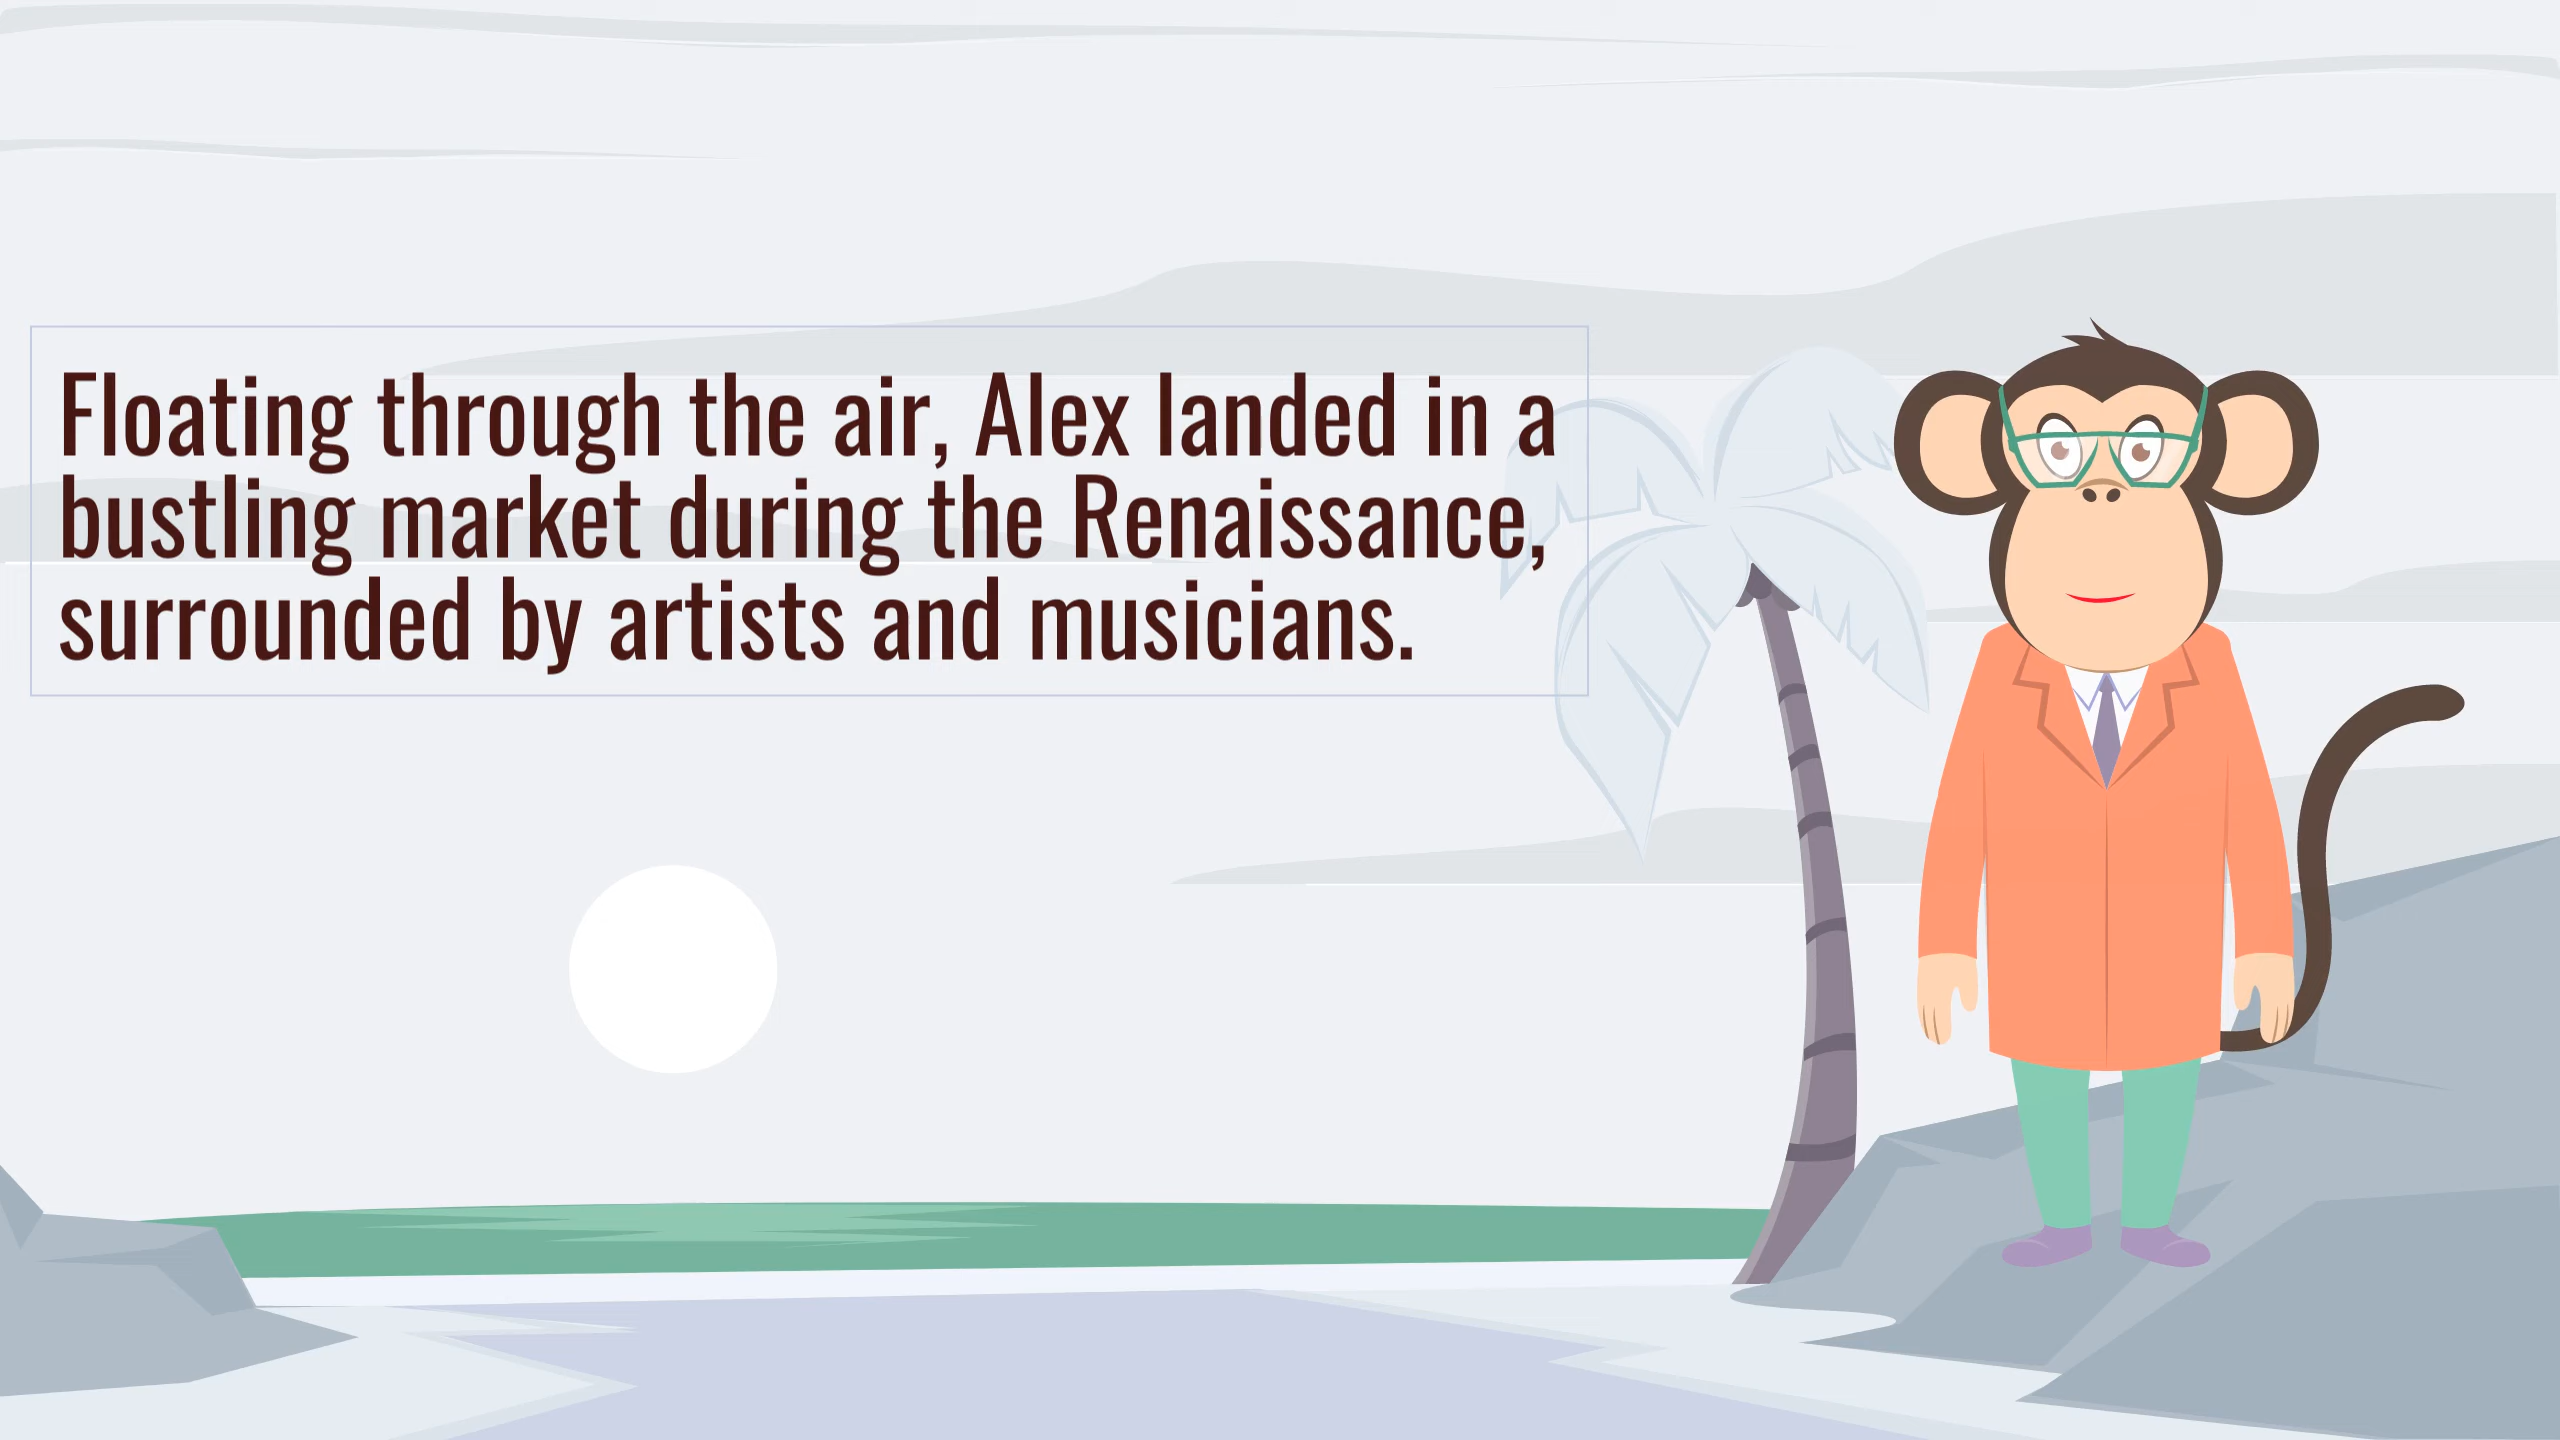 Floating through the air, Alex landed in a
bustling market during the Renaissance,
surrounded by artists and musicians.